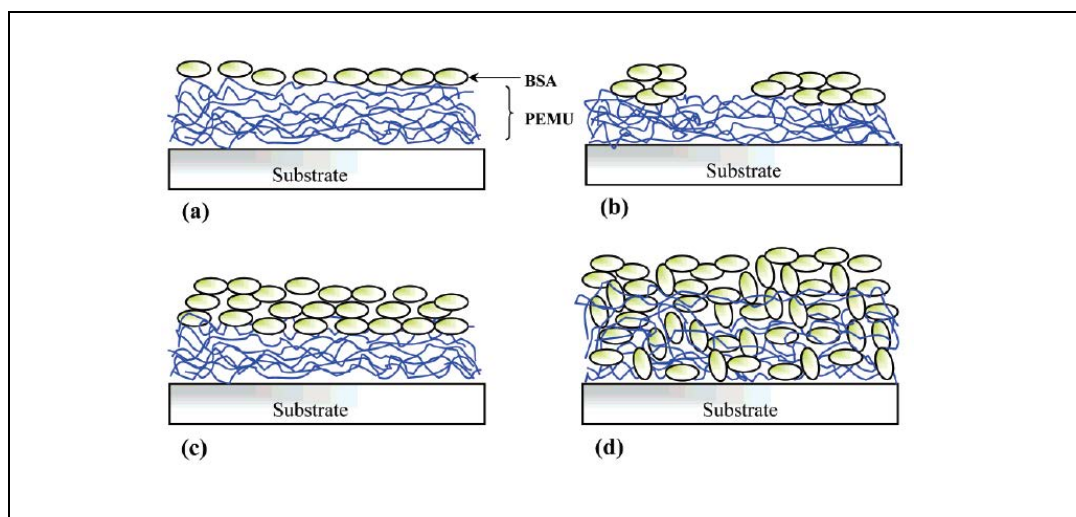 BSA
PEMU
Substrate
(a)
Substrate
(b)
Substrate
(c)
Substrate
(d)